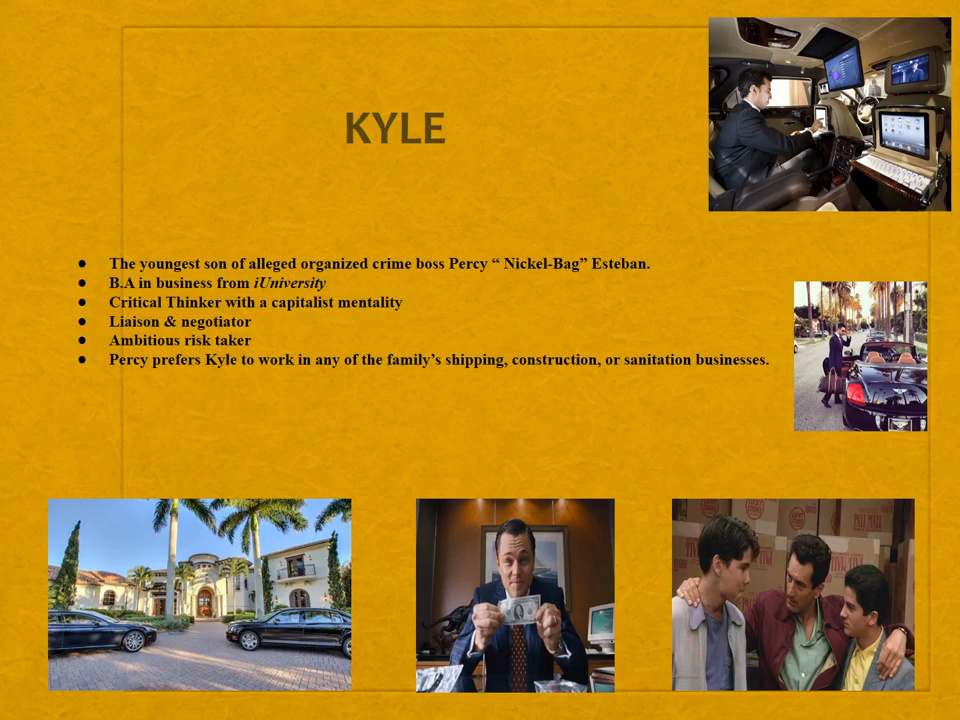 KYLE
● The youngest son of alleged organized crime boss Percy “ Nickel-Bag” Esteban.
● B.A in business from iUniversity
● Critical Thinker with a capitalist mentality
● Liaison & negotiator
● Ambitious risk taker
● Percy prefers Kyle to work in any of the family’s shipping, construction, or sanitation businesses.
PALL MALL